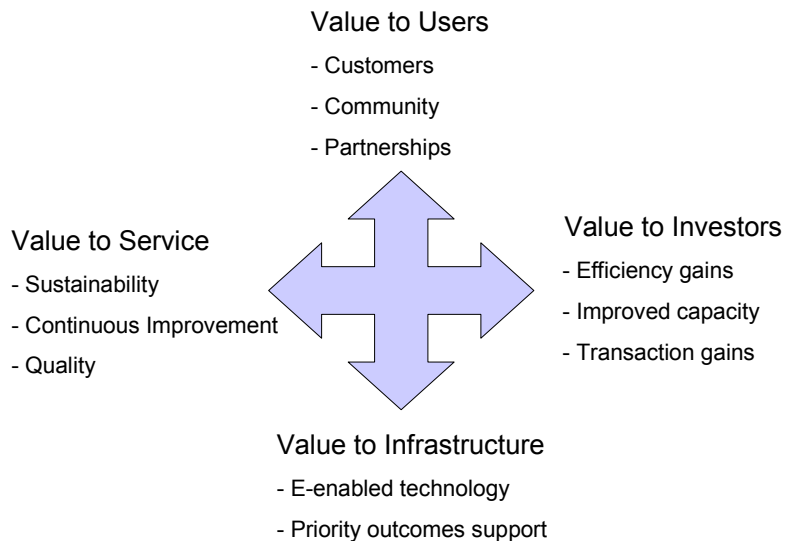 Value to Users
- Customers
- Community
- Partnerships
Value to Service
- Sustainability
- Continuous Improvement
- Quality
Value to Investors
- Efficiency gains
- Improved capacity
- Transaction gains
Value to Infrastructure
- E-enabled technology
- Priority outcomes support